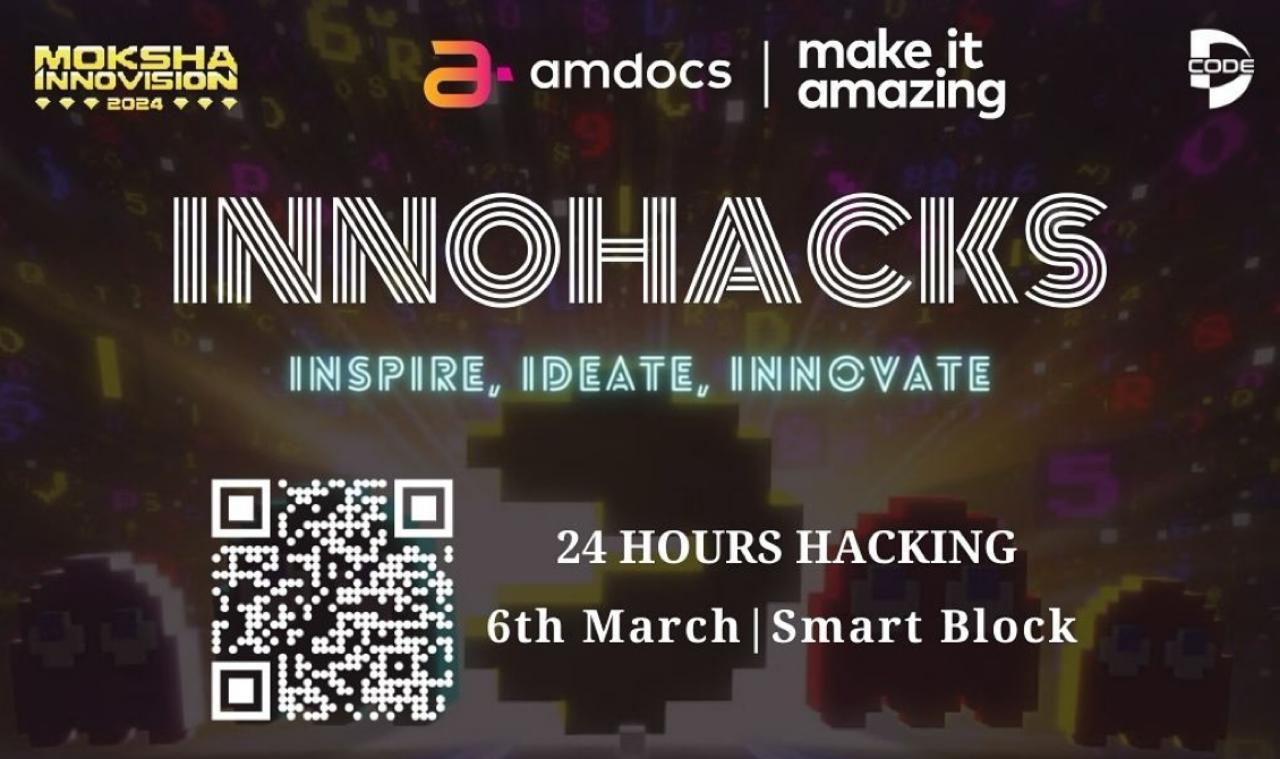 MOKSHA
INNOVISION
2024
amdocs
make it
amazing
D
CODE
INNOHACKS
INSPIRE, IDEATE, INNOVATE
24 HOURS HACKING
6th March|Smart Block